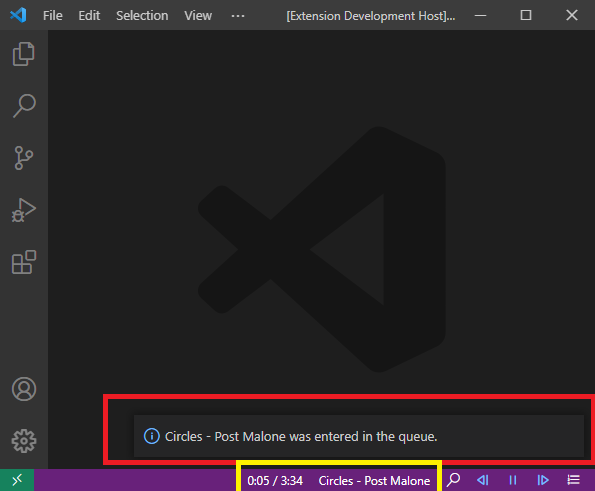 File Edit Selection View ··· [Extension Development Host]...
Circles - Post Malone was entered in the queue.
0:05 / 3:34 Circles - Post Malone